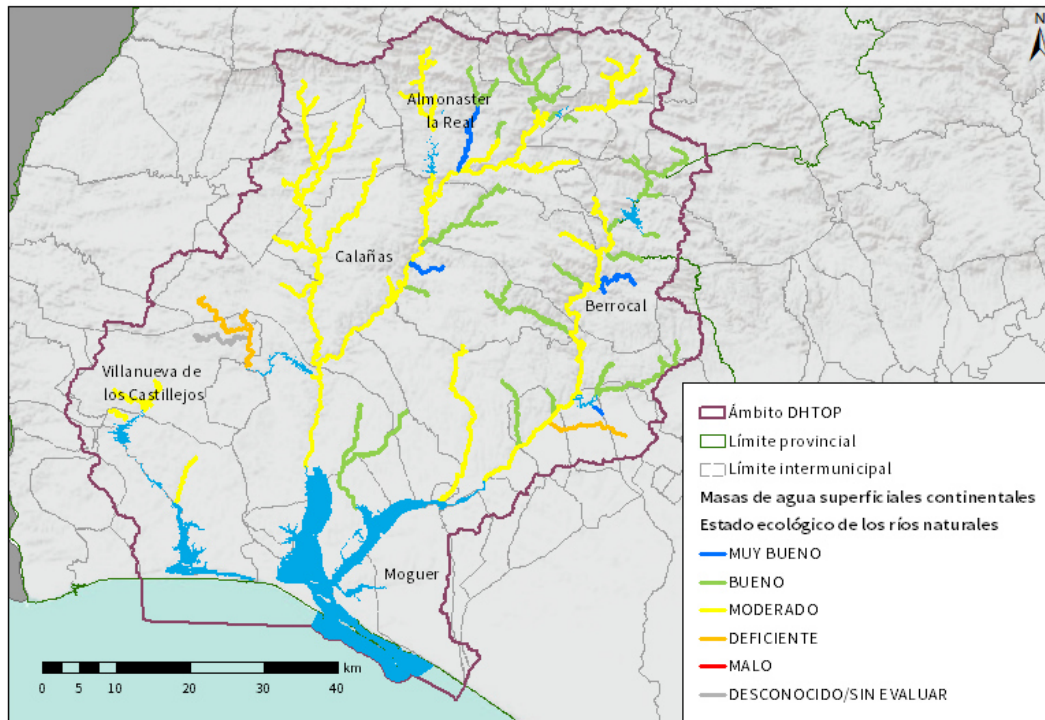 N
Almonaster
la Real
Calañas
Berrocal
Villanueva de
los Castillejos
Moguer
km
0 5 10 20 30 40
Ámbito DHTOP
Límite provincial
Límite intermunicipal
Masas de agua superficiales continentales
Estado ecológico de los ríos naturales
MUY BUENO
BUENO
MODERADO
DEFICIENTE
MALO
DESCONOCIDO/SIN EVALUAR